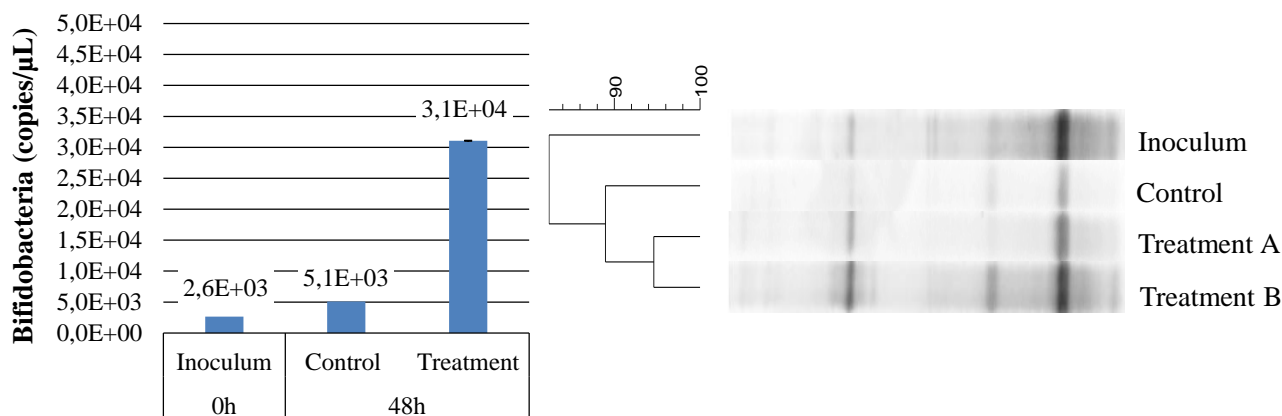 Bifidobacteria (copies/µL)
5,0E+04
4,5E+04
4,0E+04
3,5E+04
3,0E+04
2,5E+04
2,0E+04
1,5E+04
1,0E+04
5,0E+03
0,0E+00
2,6E+03
5,1E+03
3,1E+04
Inoculum
Control
Treatment
0h
48h
90
100
Inoculum
Control
Treatment A
Treatment B